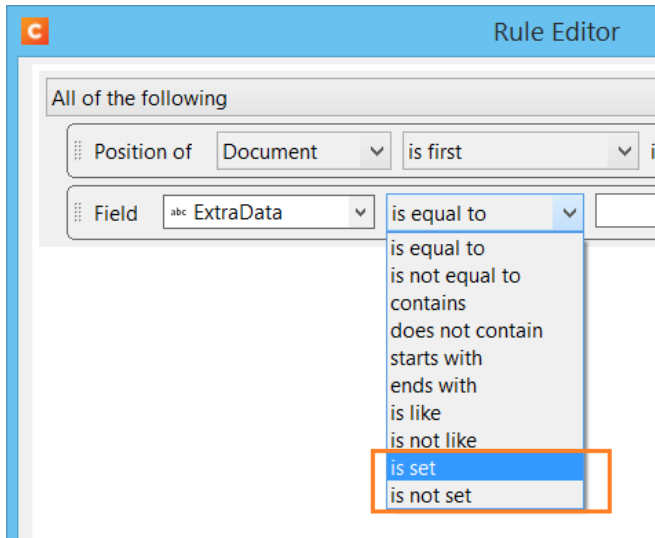 C Rule Editor
All of the following
Position of Document is first i
Field abc ExtraData is equal to
is equal to
is not equal to
contains
does not contain
starts with
ends with
is like
is not like
is set
is not set